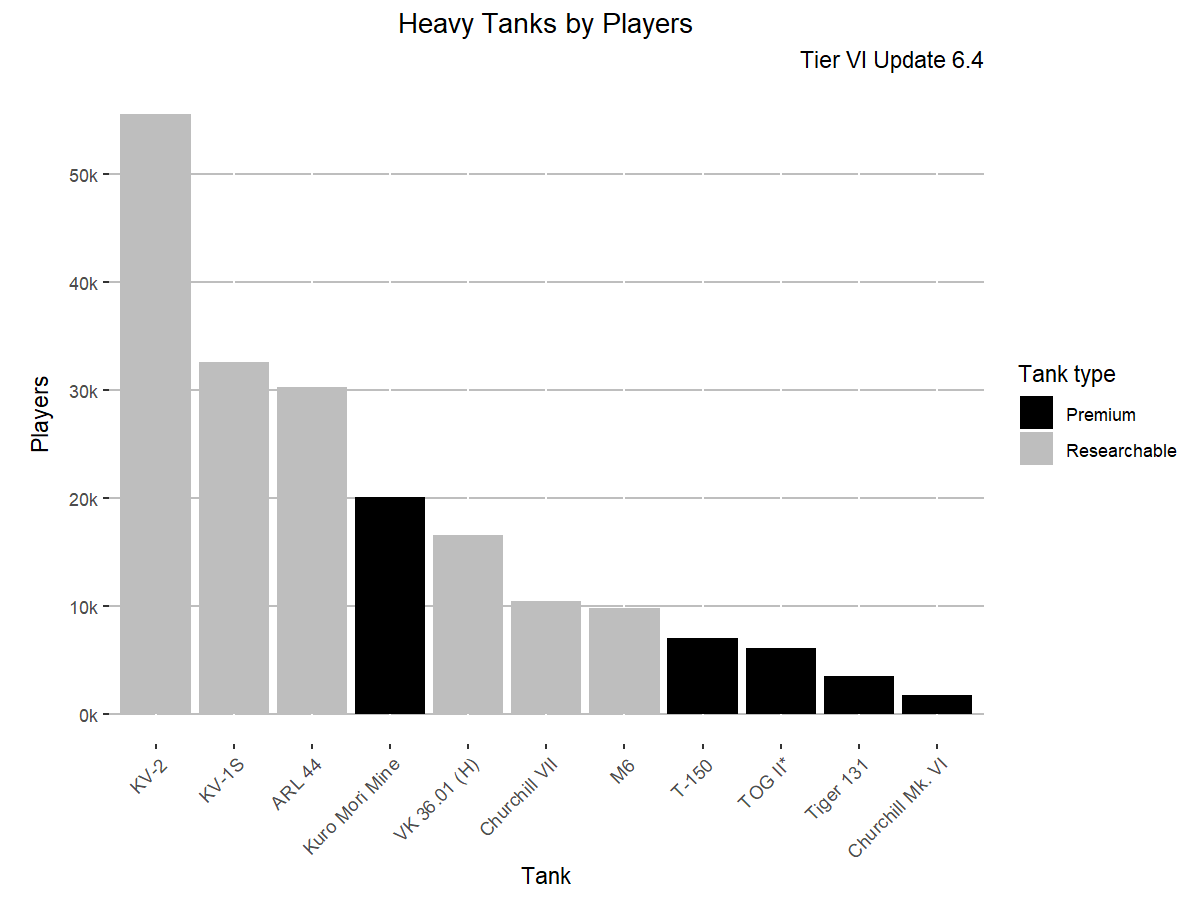 Heavy Tanks by Players
Tier VI Update 6.4
Players
50k
40k
30k
20k
10k
0k
KV-2
KV-1S
ARL 44
Kuro Mori Mine
VK 36.01 (H)
Churchill VII
M6
T-150
TOG II*
Tiger 131
Churchill Mk. VI
Tank
Tank type
Premium
Researchable